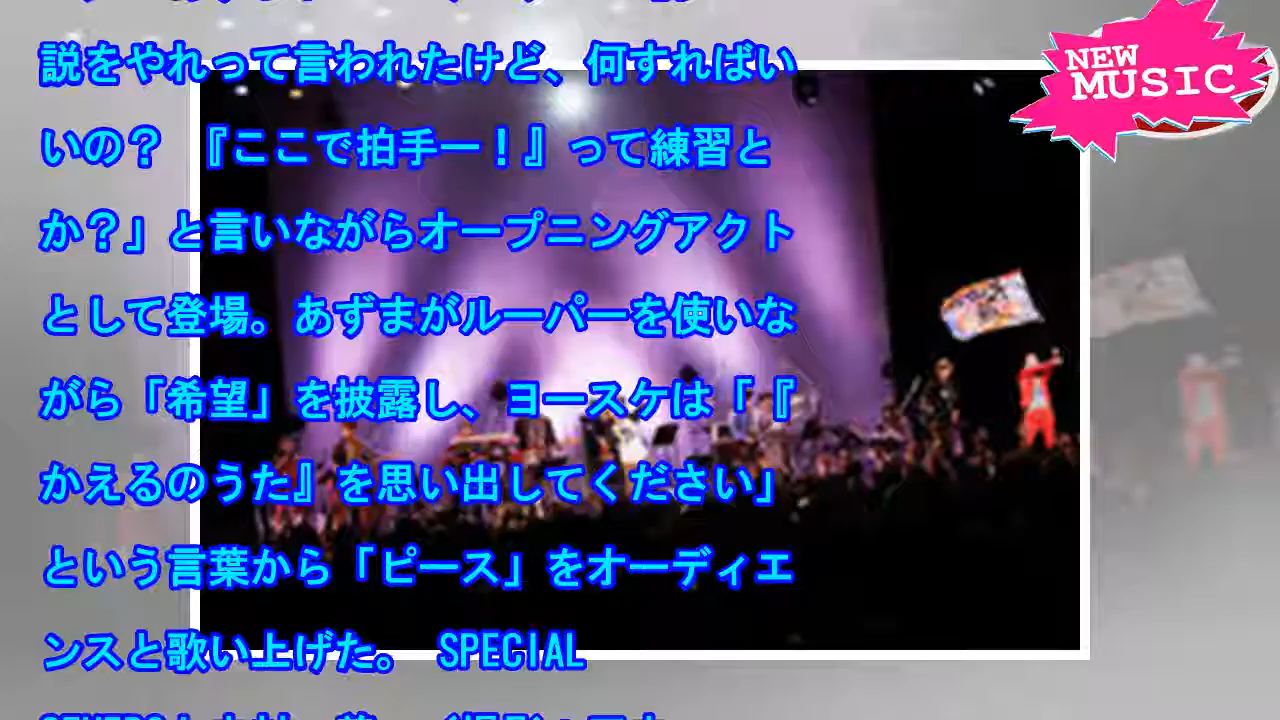 説をやれって言われたけど、何すればい
いの？ 『ここで拍手ー！』って練習と
か？」と言いながらオープニングアクト
として登場。あずまがルーパーを使いな
がら「希望」を披露し、ヨースケは「『
かえるのうた』を思い出してください」
という言葉から「ピース」をオーディエ
ンスと歌い上げた。 SPECIAL
NEW
MUSIC